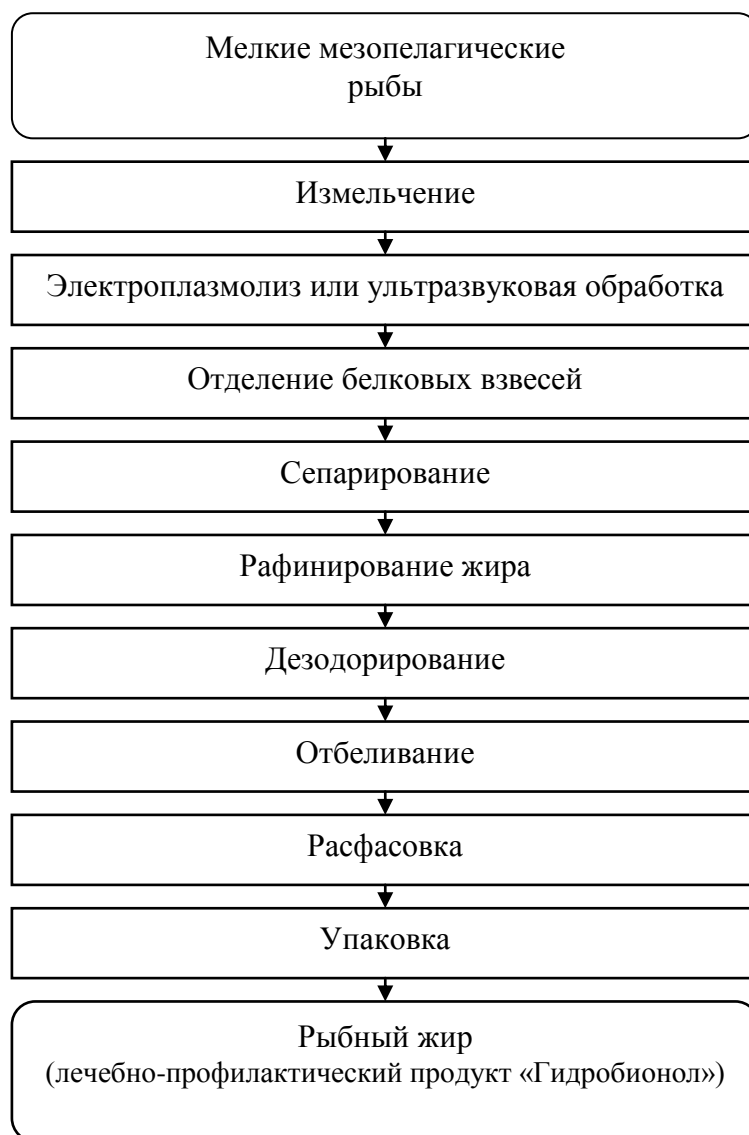 Мелкие мезопелагические
рыбы
Измельчение
Электроплазмолиз или ультразвуковая обработка
Отделение белковых взвесей
Сепарирование
Рафинирование жира
Дезодорирование
Отбеливание
Расфасовка
Упаковка
Рыбный жир
(лечебно-профилактический продукт «Гидробионол»)